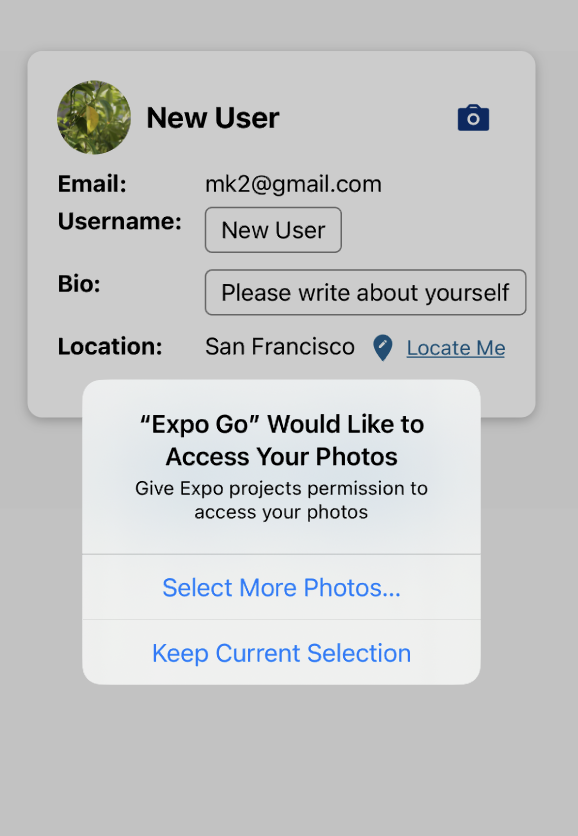 New User
Email: mk2@gmail.com
Username: New User
Bio: Please write about yourself
Location: San Francisco Locate Me
“Expo Go” Would Like to
Access Your Photos
Give Expo projects permission to
access your photos
Select More Photos...
Keep Current Selection